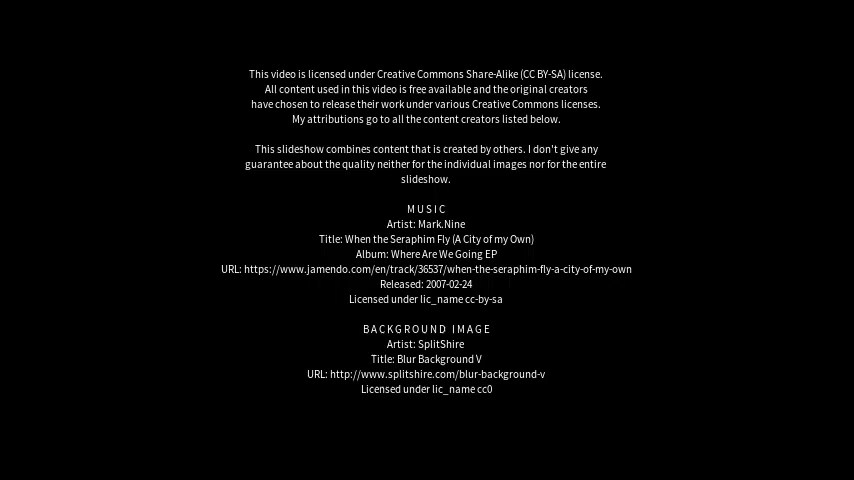 This video is licensed under Creative Commons Share-Alike (CC BY-SA) license.
All content used in this video is free available and the original creators
have chosen to release their work under various Creative Commons licenses.
My attributions go to all the content creators listed below.
This slideshow combines content that is created by others. I don't give any
guarantee about the quality neither for the individual images nor for the entire
slideshow.
MUSIC
Artist: Mark.Nine
Title: When the Seraphim Fly (A City of my Own)
Album: Where Are We Going EP
URL: https://www.jamendo.com/en/track/36537/when-the-seraphim-fly-a-city-of-my-own
Released: 2007-02-24
Licensed under lic_name cc-by-sa
BACKGROUND IMAGE
Artist: SplitShire
Title: Blur Background V
URL: http://www.splitshire.com/blur-background-v
Licensed under lic_name cc0